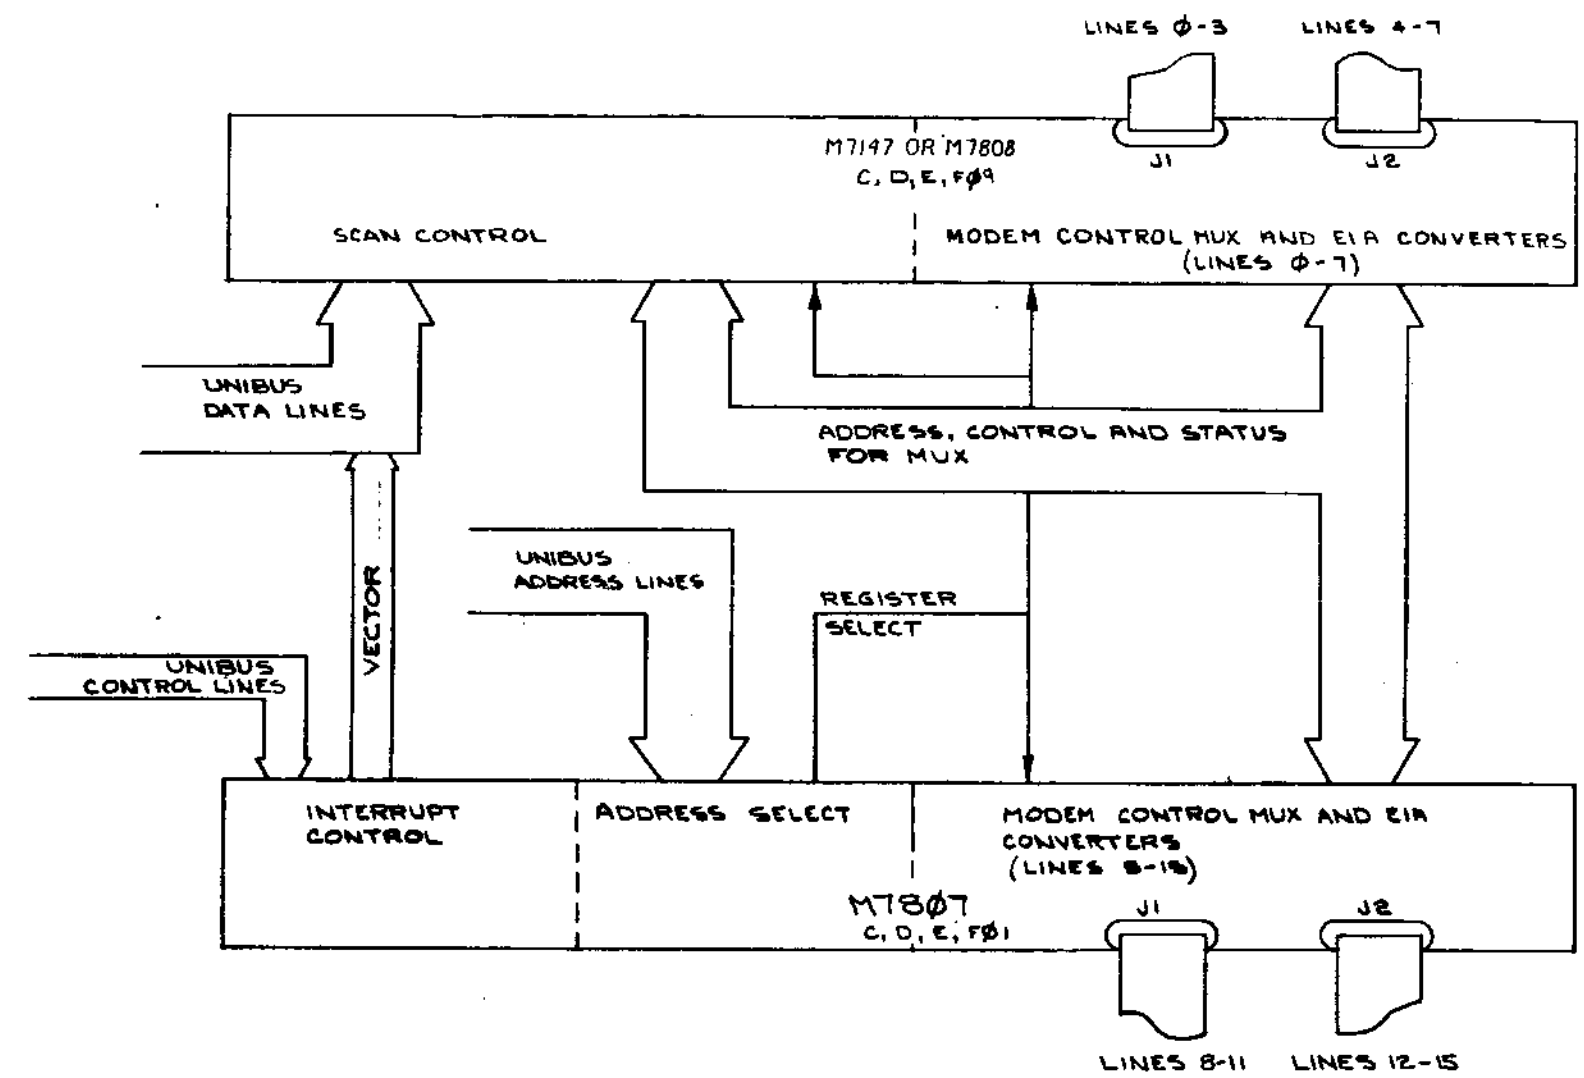 LINES Ø-3
LINES 4-7
M7147 OR M7808
C, D, E, FØ9
J1
J2
SCAN CONTROL
MODEM CONTROL MUX AND EIA CONVERTERS
(LINES Ø-7)
UNIBUS
DATA LINES
ADDRESS, CONTROL AND STATUS
FOR MUX
VECTOR
UNIBUS
ADDRESS LINES
REGISTER
SELECT
UNIBUS
CONTROL LINES
INTERRUPT
CONTROL
ADDRESS SELECT
MODEM CONTROL MUX AND EIA
CONVERTERS
(LINES 8-15)
M78Ø7
C, D, E, FØ1
J1
J2
LINES 8-11
LINES 12-15